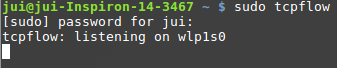 jui@jui-Inspiron-14-3467 ~ $ sudo tcpflow
[sudo] password for jui:
tcpflow: listening on wlp1s0